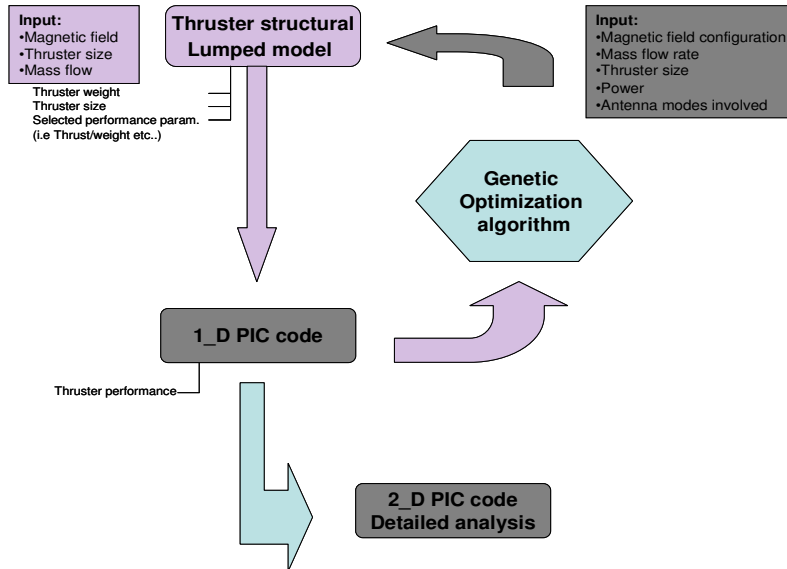 Input:
•Magnetic field
•Thruster size
•Mass flow
Thruster structural
Lumped model
Input:
•Magnetic field configuration
•Mass flow rate
•Thruster size
•Power
•Antenna modes involved
Thruster weight
Thruster size
Selected performance param.
(i.e Thrust/weight etc..)
Genetic
Optimization
algorithm
1_D PIC code
Thruster performance
2_D PIC code
Detailed analysis